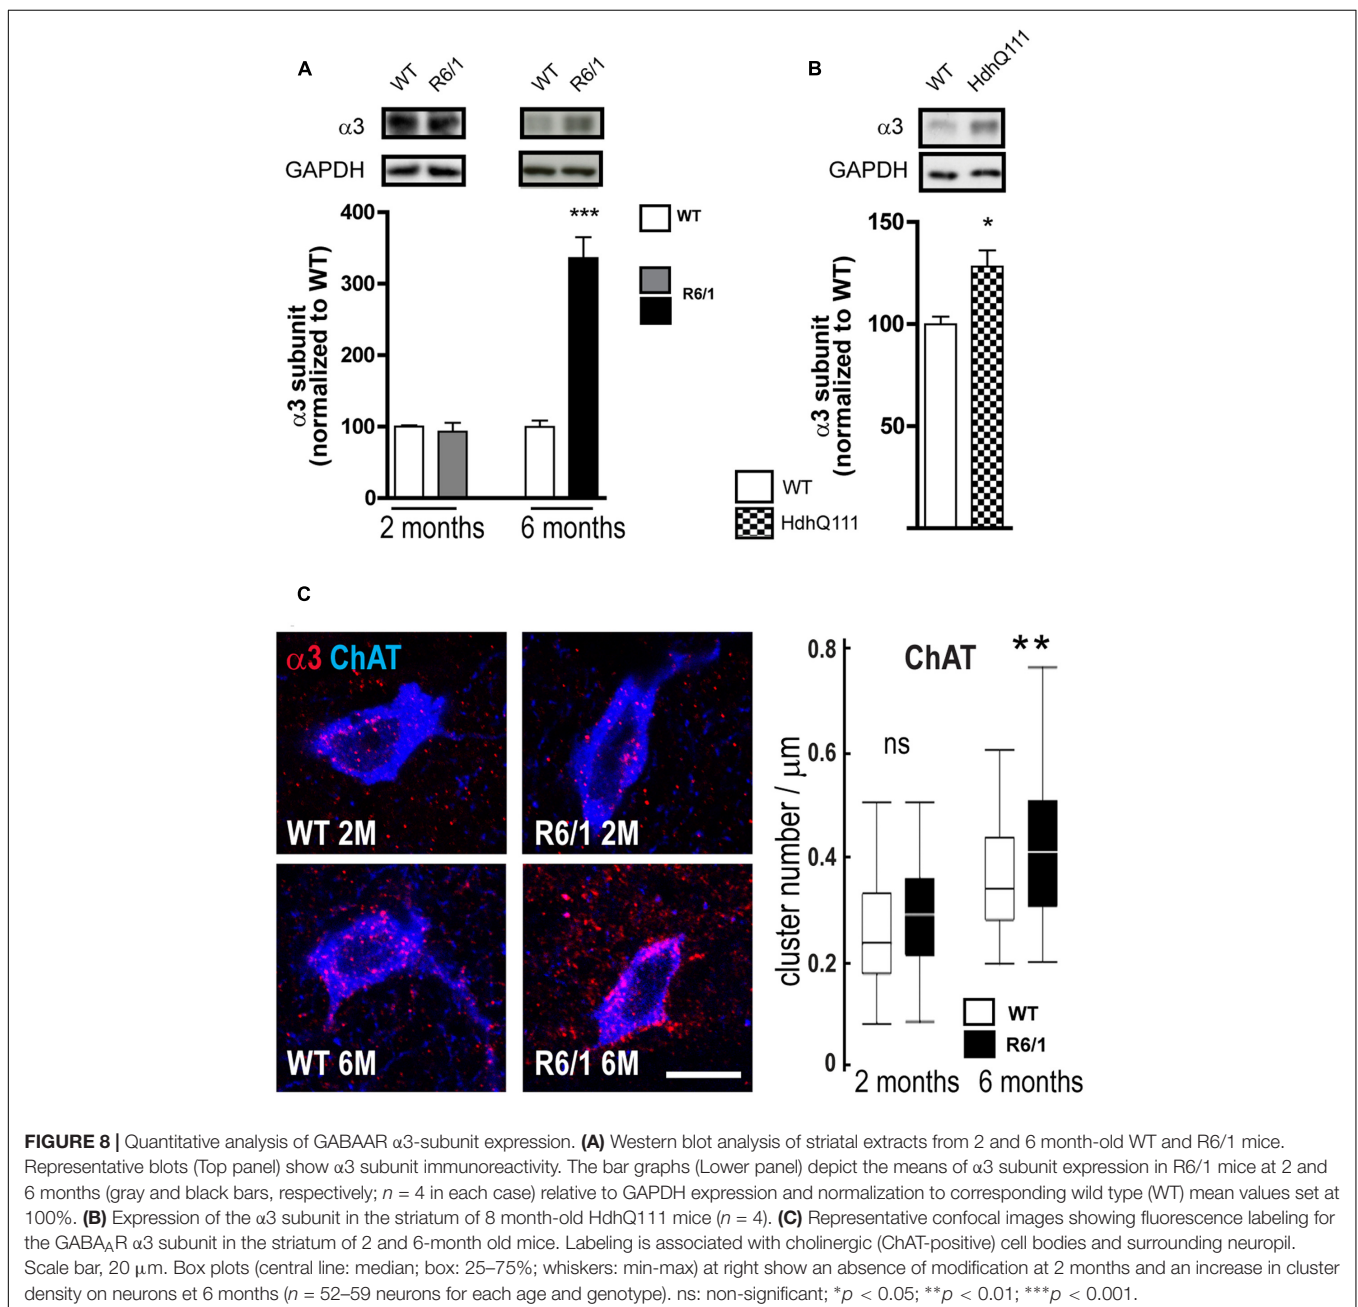 A
WT R6/1 WT R6/1
α3
GAPDH
400
300
200
100
0
α3 subunit
(normalized to WT)
***
2 months 6 months
WT
R6/1
B
WT HdhQ111
α3
GAPDH
150
100
50
α3 subunit
(normalized to WT)
*
WT
HdhQ111
C
α3 ChAT
WT 2M
R6/1 2M
WT 6M
R6/1 6M
0.8
0.6
0.4
0.2
0
cluster number / μm
ChAT
**
ns
WT
R6/1
2 months 6 months
FIGURE 8 | Quantitative analysis of GABAAR α3-subunit expression. (A) Western blot analysis of striatal extracts from 2 and 6 month-old WT and R6/1 mice.
Representative blots (Top panel) show α3 subunit immunoreactivity. The bar graphs (Lower panel) depict the means of α3 subunit expression in R6/1 mice at 2 and
6 months (gray and black bars, respectively; n = 4 in each case) relative to GAPDH expression and normalization to corresponding wild type (WT) mean values set at
100%. (B) Expression of the α3 subunit in the striatum of 8 month-old HdhQ111 mice (n = 4). (C) Representative confocal images showing fluorescence labeling for
the GABAAR α3 subunit in the striatum of 2 and 6-month old mice. Labeling is associated with cholinergic (ChAT-positive) cell bodies and surrounding neuropil.
Scale bar, 20 μm. Box plots (central line: median; box: 25–75%; whiskers: min-max) at right show an absence of modification at 2 months and an increase in cluster
density on neurons et 6 months (n = 52–59 neurons for each age and genotype). ns: non-significant; *p < 0.05; **p < 0.01; ***p < 0.001.